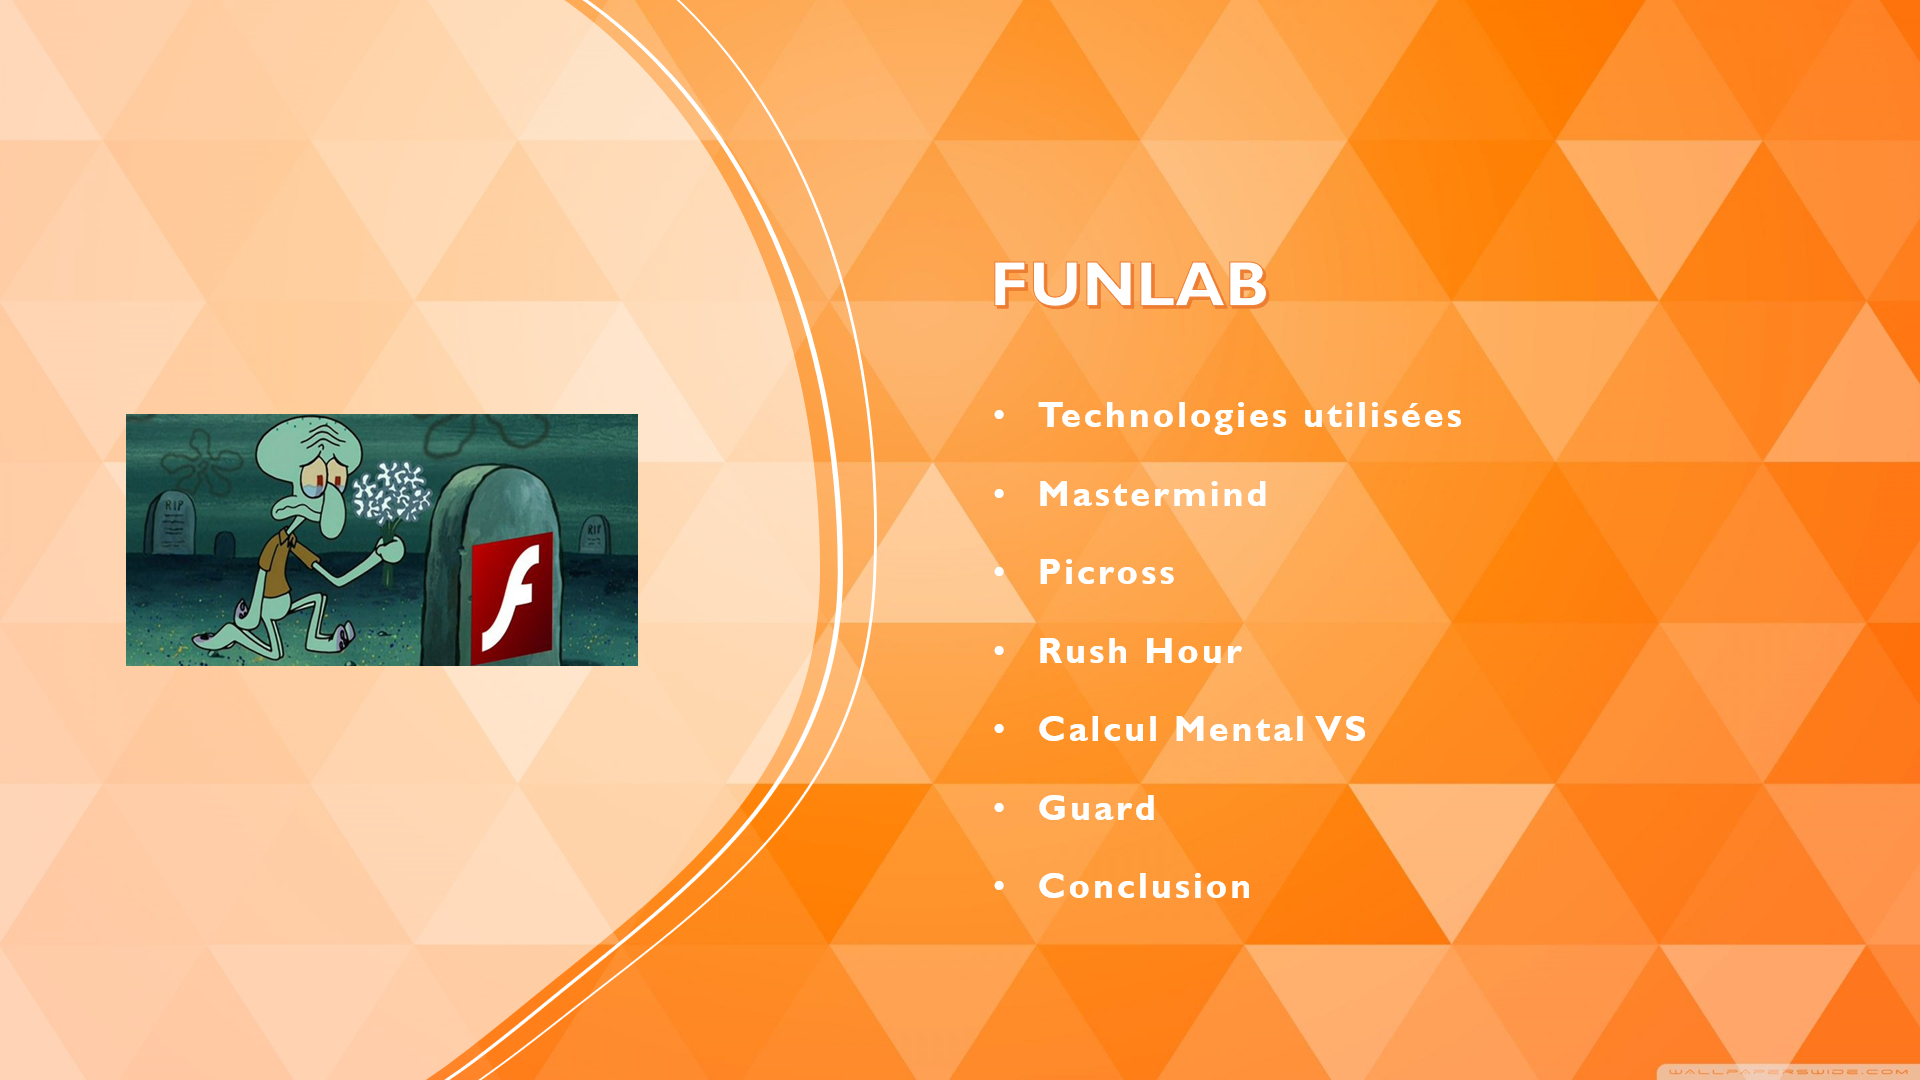 FUNLAB
• Technologies utilisées
• Mastermind
• Picross
• Rush Hour
• Calcul Mental VS
• Guard
• Conclusion
RIP
RIP
WALLPAPERSWIDE.COM